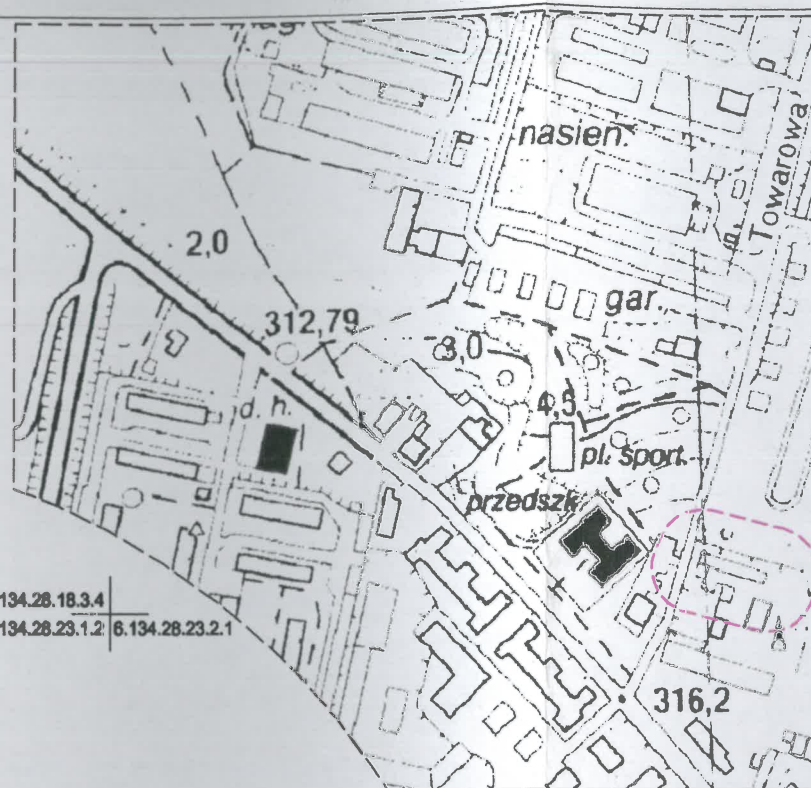 nasien.
Towarowa
2,0
312,79
gar.
3,0
d. h.
4,5
pl. sport.
przedszk.
134.28.18.3.4
134.28.23.1.2 6.134.28.23.2.1
316,2